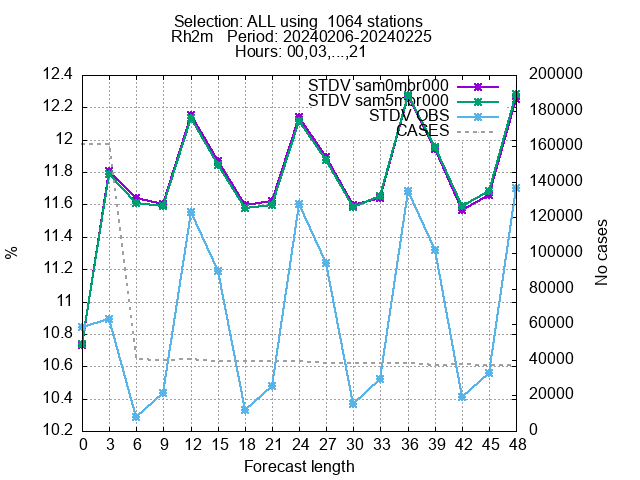 Selection: ALL using  1064 stations
Rh2m   Period: 20240206-20240225
Hours: 00,03,...,21
STDV sam0mbr000
STDV sam5mbr000
STDV OBS
CASES
12.4
12.2
12
11.8
11.6
11.4
11.2
11
10.8
10.6
10.4
10.2
%
200000
180000
160000
140000
120000
100000
80000
60000
40000
20000
0
No cases
0 3 6 9 12 15 18 21 24 27 30 33 36 39 42 45 48
Forecast length